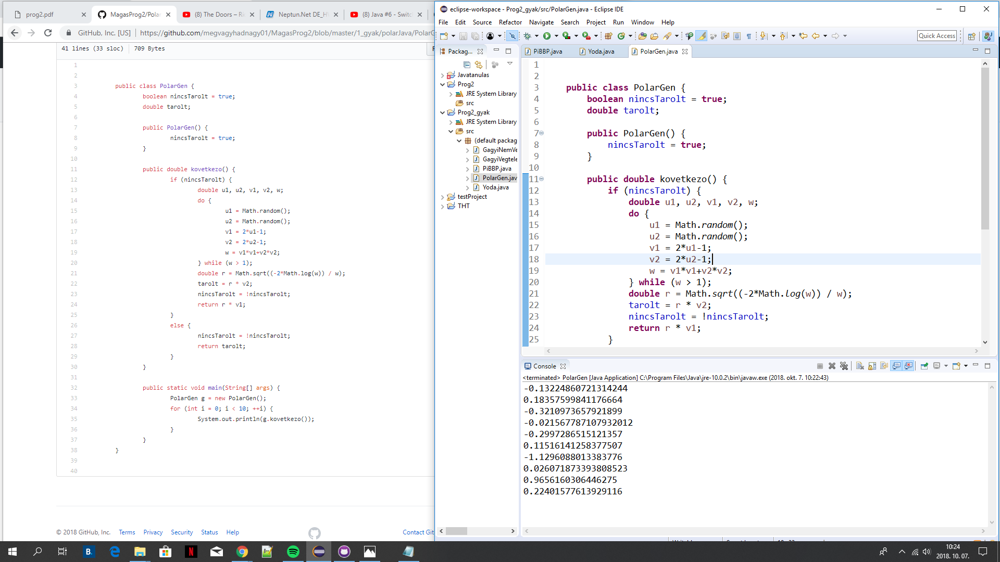 prog2.pdf
MagasProg2/Polar
(8) The Doors – Ri
Neptun.Net DE_H
(8) Java #6 - Switc
GitHub, Inc. [US]
https://github.com/megvagyhadnagy01/MagasProg2/blob/master/1_gyak/polarJava/PolarG
41 lines (33 sloc) 709 Bytes
1
2
3 public class PolarGen {
4 boolean nincsTarolt = true;
5 double tarolt;
6
7 public PolarGen() {
8 nincsTarolt = true;
9 }
10
11 public double kovetkezo() {
12 if (nincsTarolt) {
13 double u1, u2, v1, v2, w;
14 do {
15 u1 = Math.random();
16 u2 = Math.random();
17 v1 = 2*u1-1;
18 v2 = 2*u2-1;
19 w = v1*v1+v2*v2;
20 } while (w > 1);
21 double r = Math.sqrt((-2*Math.log(w)) / w);
22 tarolt = r * v2;
23 nincsTarolt = !nincsTarolt;
24 return r * v1;
25 }
26 else {
27 nincsTarolt = !nincsTarolt;
28 return tarolt;
29 }
30 }
31
32 public static void main(String[] args) {
33 PolarGen g = new PolarGen();
34 for (int i = 0; i < 10; ++i) {
35 System.out.println(g.kovetkezo());
36 }
37 }
38 }
39
40
© 2018 GitHub, Inc. Terms Privacy Security Status Help
Contact Git
eclipse-workspace - Prog2_gyak/src/PolarGen.java - Eclipse IDE
File Edit Source Refactor Navigate Search Project Run Window Help
Quick Access
Packag...
Javatanulas
Prog2
JRE System Library
src
Prog2_gyak
JRE System Library
src
(default packag
GagyiNemVe
GagyiVegtele
PiBBP.java
PolarGen.jav
Yoda.java
testProject
THT
PiBBP.java
Yoda.java
PolarGen.java
1
2
3 public class PolarGen {
4 boolean nincsTarolt = true;
5 double tarolt;
6
7 public PolarGen() {
8 nincsTarolt = true;
9 }
10
11 public double kovetkezo() {
12 if (nincsTarolt) {
13 double u1, u2, v1, v2, w;
14 do {
15 u1 = Math.random();
16 u2 = Math.random();
17 v1 = 2*u1-1;
18 v2 = 2*u2-1;
19 w = v1*v1+v2*v2;
20 } while (w > 1);
21 double r = Math.sqrt((-2*Math.log(w)) / w);
22 tarolt = r * v2;
23 nincsTarolt = !nincsTarolt;
24 return r * v1;
25 }
Console
<terminated> PolarGen [Java Application] C:\Program Files\Java\jre-10.0.2\bin\javaw.exe (2018. okt. 7. 10:22:43)
-0.13224860721314244
0.18357599841176664
-0.3210973657921899
-0.021567787107932012
-0.2997286515121357
0.11516141258377507
-1.1296088013383776
0.026071873393808523
0.9656160306446275
0.22401577613929116
B.
N
10:24
2018. 10. 07.